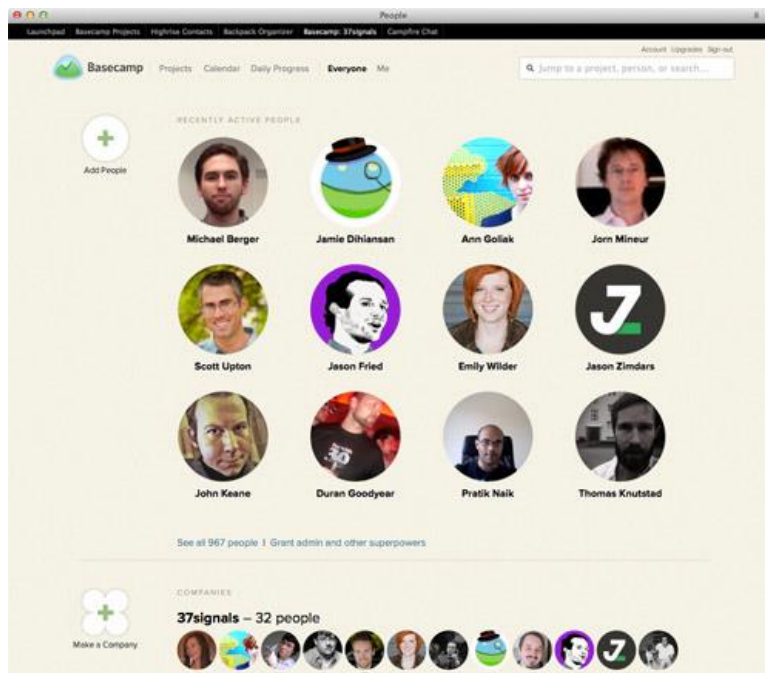 People
Launchpad Basecamp Projects Highrise Contacts Backpack Organizer Basecamp: 37signals Campfire Chat
Account Upgrades Sign out
Basecamp Projects Calendar Daily Progress Everyone Me
Jump to a project, person, or search...
RECENTLY ACTIVE PEOPLE
Add People
Michael Berger Jamie Dihiansan Ann Goliak Jorn Mineur
JZ
Scott Upton Jason Fried Emily Wilder Jason Zimdars
John Keane Duran Goodyear Pratik Naik Thomas Knutstad
See all 967 people | Grant admin and other superpowers
COMPANIES
37signals – 32 people
Make a Company
JZ